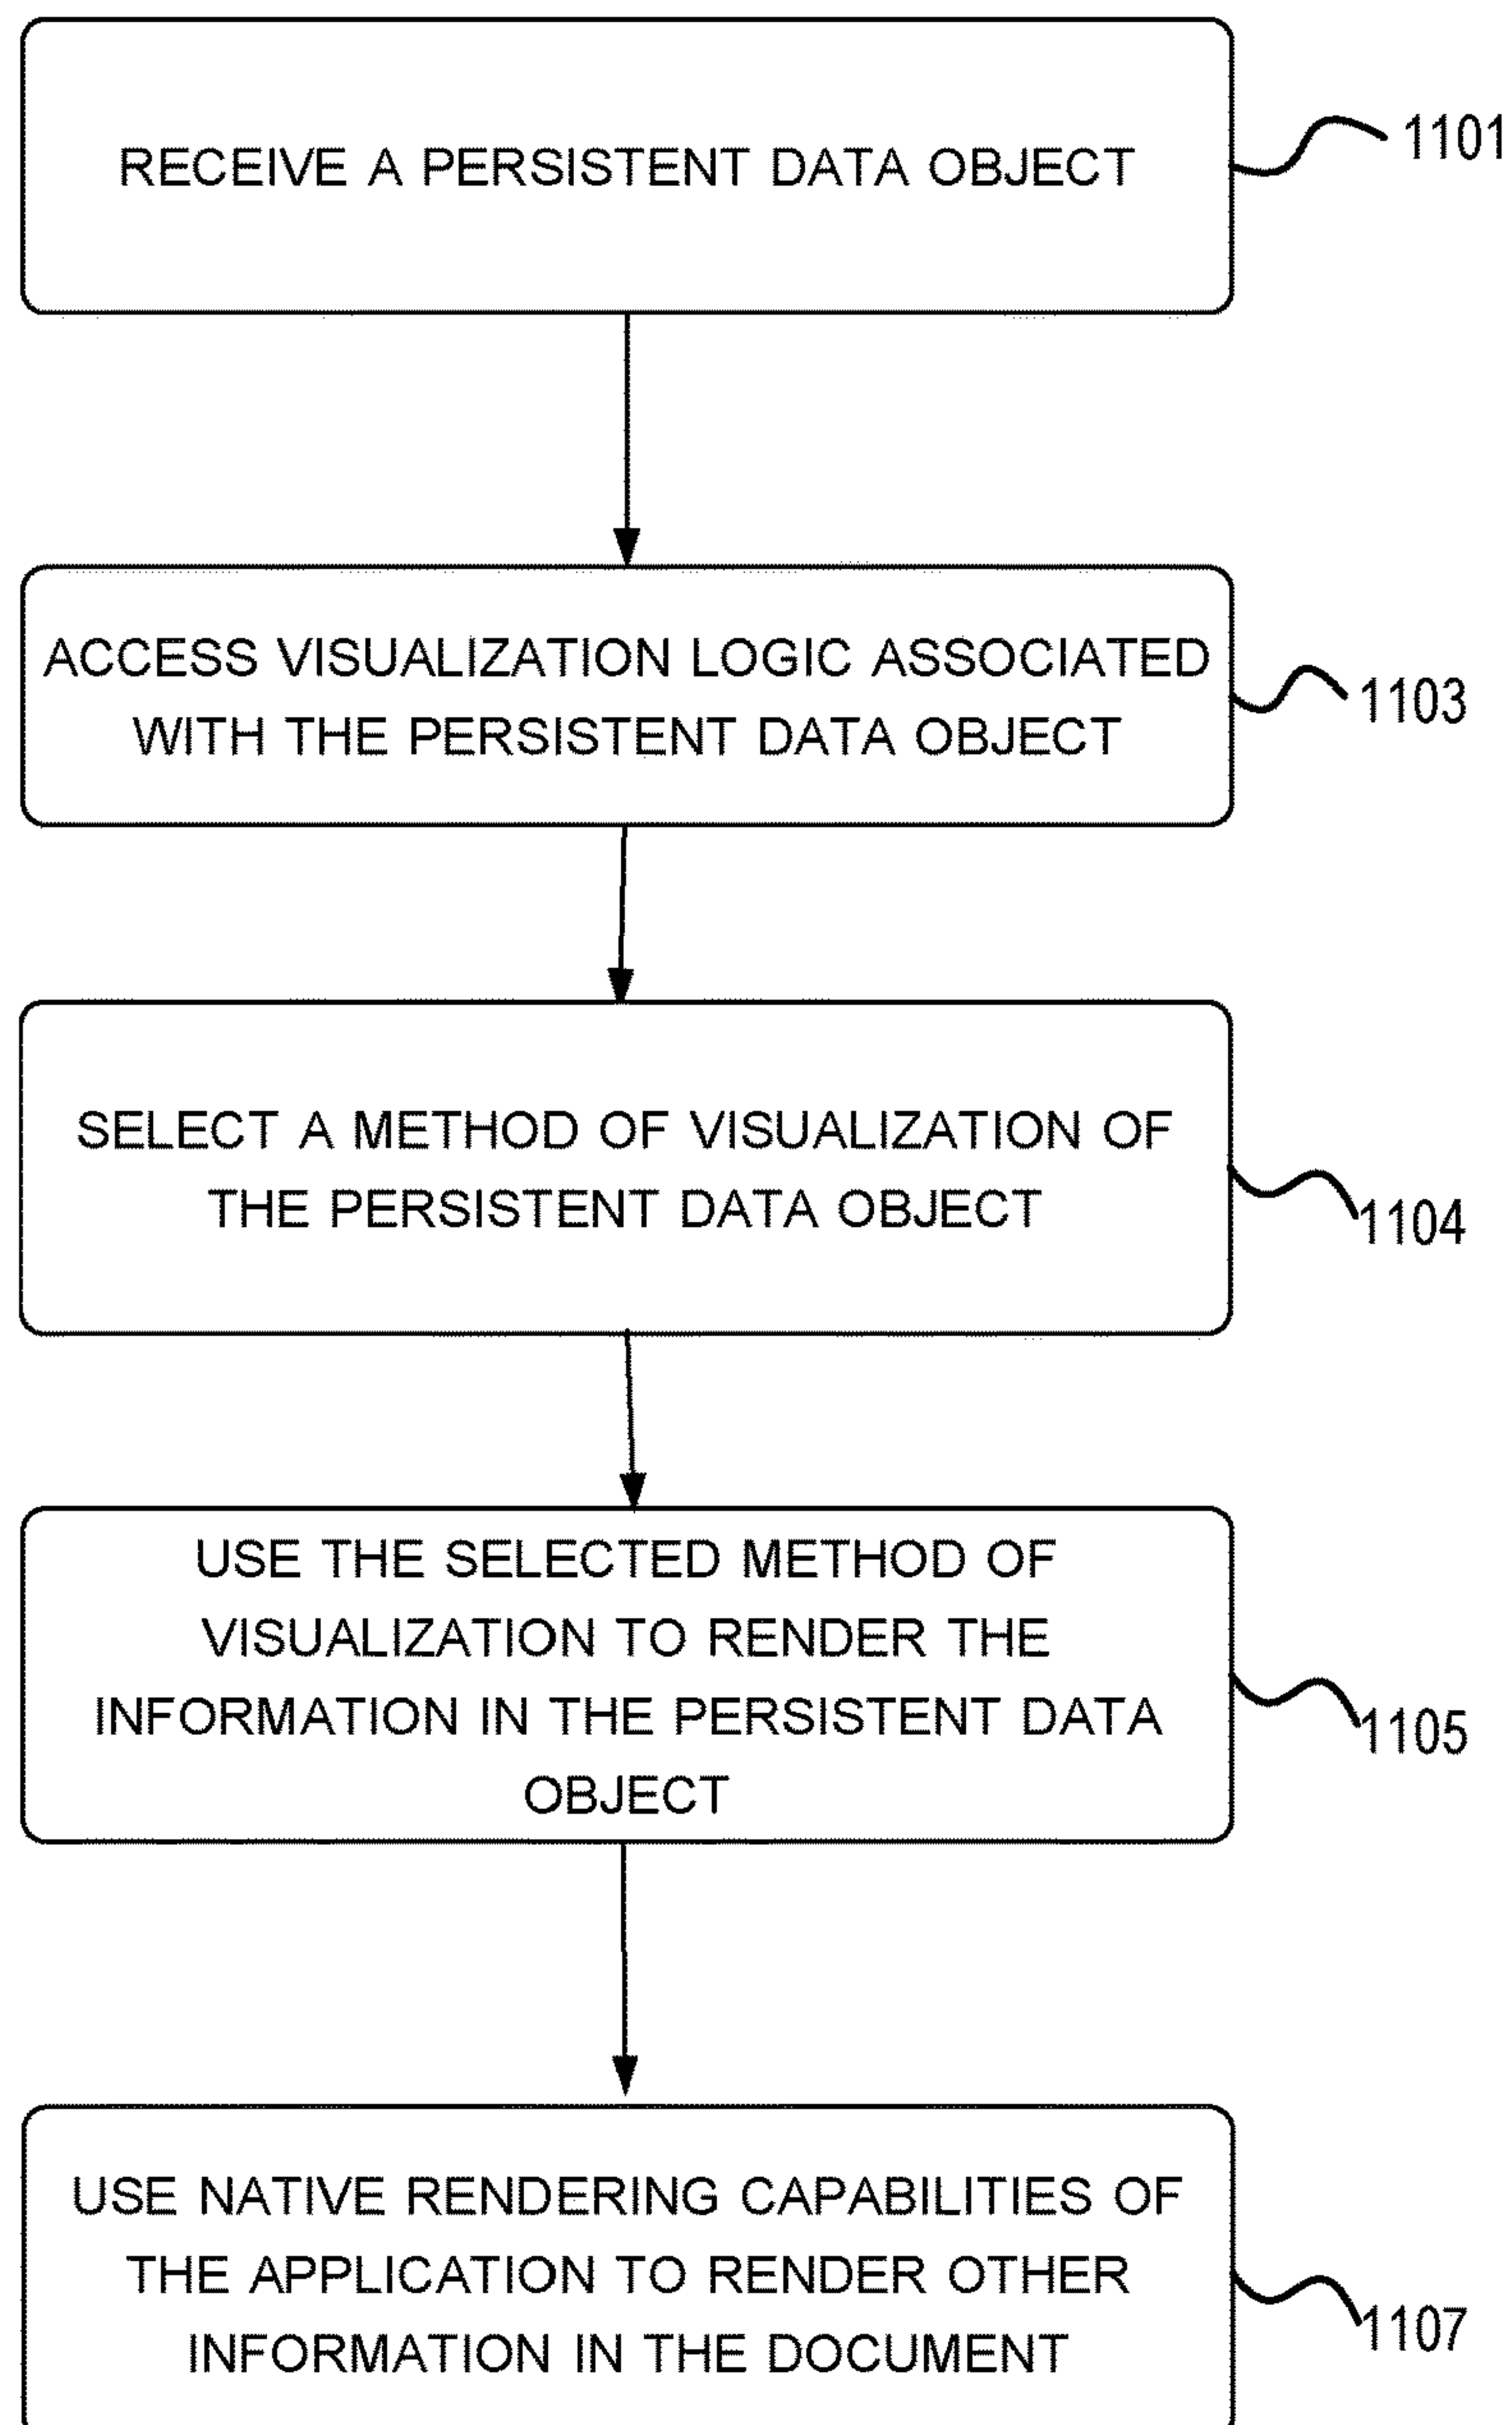 RECEIVE A PERSISTENT DATA OBJECT
1101
ACCESS VISUALIZATION LOGIC ASSOCIATED
WITH THE PERSISTENT DATA OBJECT
1103
SELECT A METHOD OF VISUALIZATION OF
THE PERSISTENT DATA OBJECT
1104
USE THE SELECTED METHOD OF
VISUALIZATION TO RENDER THE
INFORMATION IN THE PERSISTENT DATA
OBJECT
1105
USE NATIVE RENDERING CAPABILITIES OF
THE APPLICATION TO RENDER OTHER
INFORMATION IN THE DOCUMENT
1107